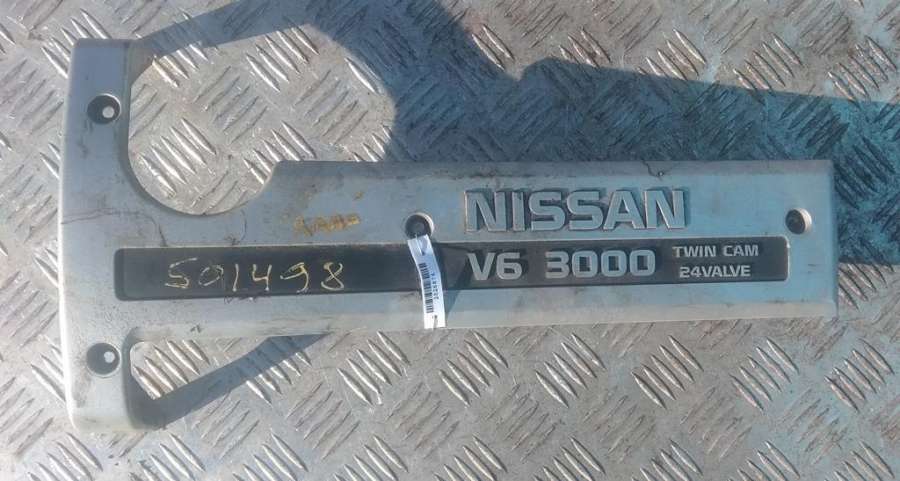 NISSAN
V6 3000 TWIN CAM
24VALVE
591498